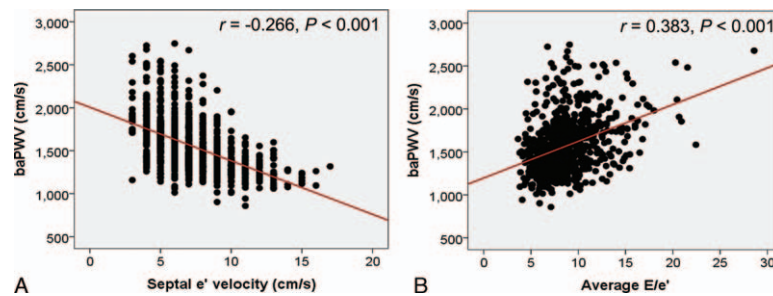 r = -0.266, P < 0.001
3,000
2,500
2,000
1,500
1,000
500
baPWV (cm/s)
0 5 10 15 20
Septal e' velocity (cm/s)
A
r = 0.383, P < 0.001
3,000
2,500
2,000
1,500
1,000
500
baPWV (cm/s)
0 5 10 15 20 25 30
Average E/e'
B